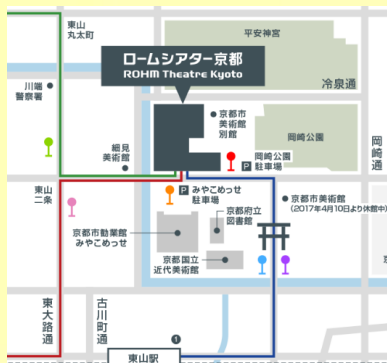 東山
丸太町
平安神宮
ロームシアター京都
ROHM Theatre Kyoto
冷泉通
川端
警察署
京都市
美術館
別館
岡崎公園
岡崎通
細見
美術館
岡崎公園
P 駐車場
東山
二条
P みやこめっせ
駐車場
京都市美術館
(2017年4月10日より休館中)
京都府立
図書館
京都市勧業館
みやこめっせ
京都国立
近代美術館
東大路通
古川町通
1
東山駅